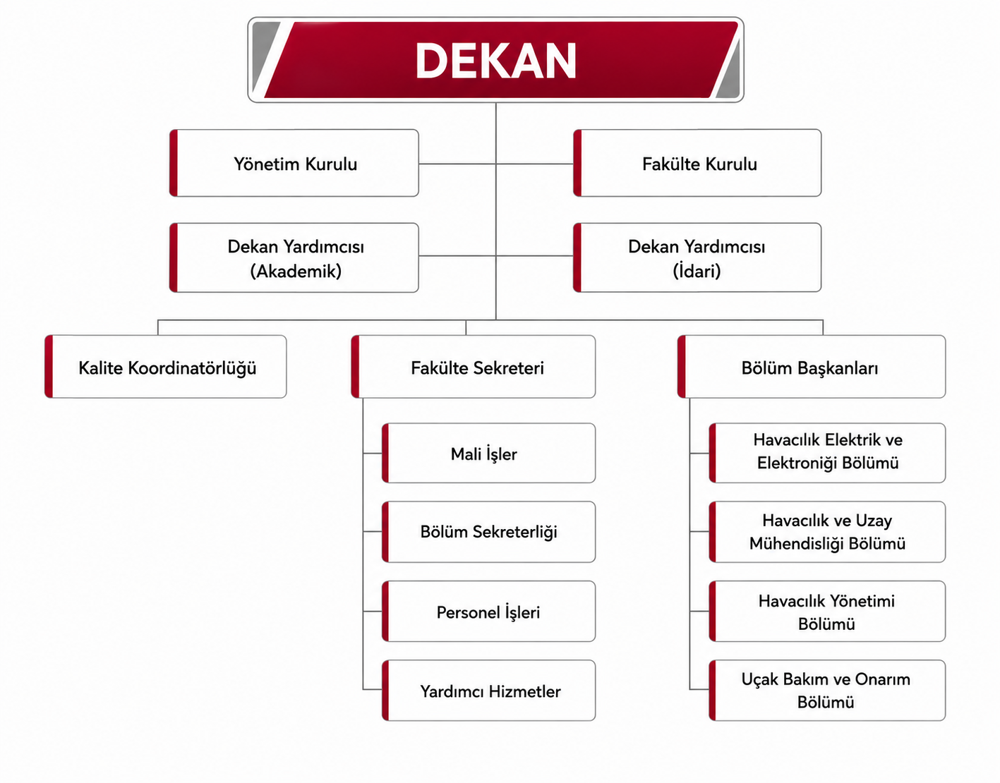 DEKAN
Yönetim Kurulu
Fakülte Kurulu
Dekan Yardımcısı
(Akademik)
Dekan Yardımcısı
(İdari)
Kalite Koordinatörlüğü
Fakülte Sekreteri
Bölüm Başkanları
Mali İşler
Bölüm Sekreterliği
Personel İşleri
Yardımcı Hizmetler
Havacılık Elektrik ve
Elektroniği Bölümü
Havacılık ve Uzay
Mühendisliği Bölümü
Havacılık Yönetimi
Bölümü
Uçak Bakım ve Onarım
Bölümü